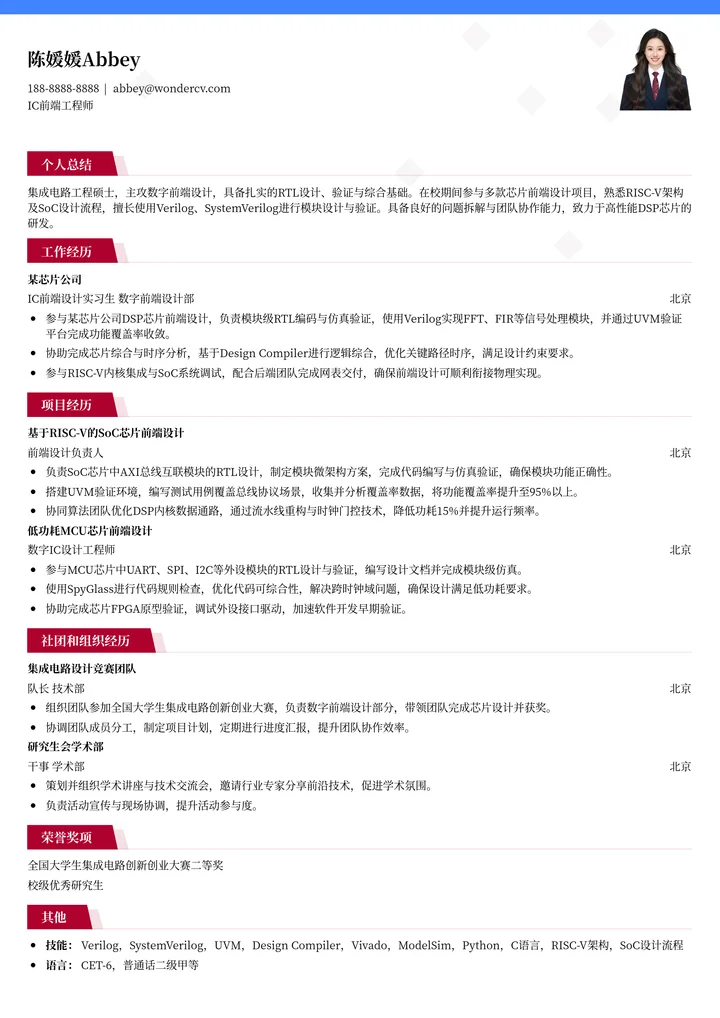 陈媛媛Abbey
188-8888-8888 | abbey@wondercv.com
IC前端工程师
个人总结
集成电路工程硕士，主攻数字前端设计，具备扎实的RTL设计、验证与综合基础。在校期间参与多款芯片前端设计项目，熟悉RISC-V架构
及SoC设计流程，擅长使用Verilog、SystemVerilog进行模块设计与验证。具备良好的问题拆解与团队协作能力，致力于高性能DSP芯片的
研发。
工作经历
某芯片公司
IC前端设计实习生 数字前端设计部 北京
• 参与某芯片公司DSP芯片前端设计，负责模块级RTL编码与仿真验证，使用Verilog实现FFT、FIR等信号处理模块，并通过UVM验证
平台完成功能覆盖率收敛。
• 协助完成芯片综合与时序分析，基于Design Compiler进行逻辑综合，优化关键路径时序，满足设计约束要求。
• 参与RISC-V内核集成与SoC系统调试，配合后端团队完成网表交付，确保前端设计可顺利衔接物理实现。
项目经历
基于RISC-V的SoC芯片前端设计
前端设计负责人 北京
• 负责SoC芯片中AXI总线互联模块的RTL设计，制定模块微架构方案，完成代码编写与仿真验证，确保模块功能正确性。
• 搭建UVM验证环境，编写测试用例覆盖总线协议场景，收集并分析覆盖率数据，将功能覆盖率提升至95%以上。
• 协同算法团队优化DSP内核数据通路，通过流水线重构与时钟门控技术，降低功耗15%并提升运行频率。
低功耗MCU芯片前端设计
数字IC设计工程师 北京
• 参与MCU芯片中UART、SPI、I2C等外设模块的RTL设计与验证，编写设计文档并完成模块级仿真。
• 使用SpyGlass进行代码规则检查，优化代码可综合性，解决跨时钟域问题，确保设计满足低功耗要求。
• 协助完成芯片FPGA原型验证，调试外设接口驱动，加速软件开发早期验证。
社团和组织经历
集成电路设计竞赛团队
队长 技术部 北京
• 组织团队参加全国大学生集成电路创新创业大赛，负责数字前端设计部分，带领团队完成芯片设计并获奖。
• 协调团队成员分工，制定项目计划，定期进行进度汇报，提升团队协作效率。
研究生会学术部
干事 学术部 北京
• 策划并组织学术讲座与技术交流会，邀请行业专家分享前沿技术，促进学术氛围。
• 负责活动宣传与现场协调，提升活动参与度。
荣誉奖项
全国大学生集成电路创新创业大赛二等奖
校级优秀研究生
其他
• 技能： Verilog，SystemVerilog，UVM，Design Compiler，Vivado，ModelSim，Python，C语言，RISC-V架构，SoC设计流程
• 语言： CET-6，普通话二级甲等